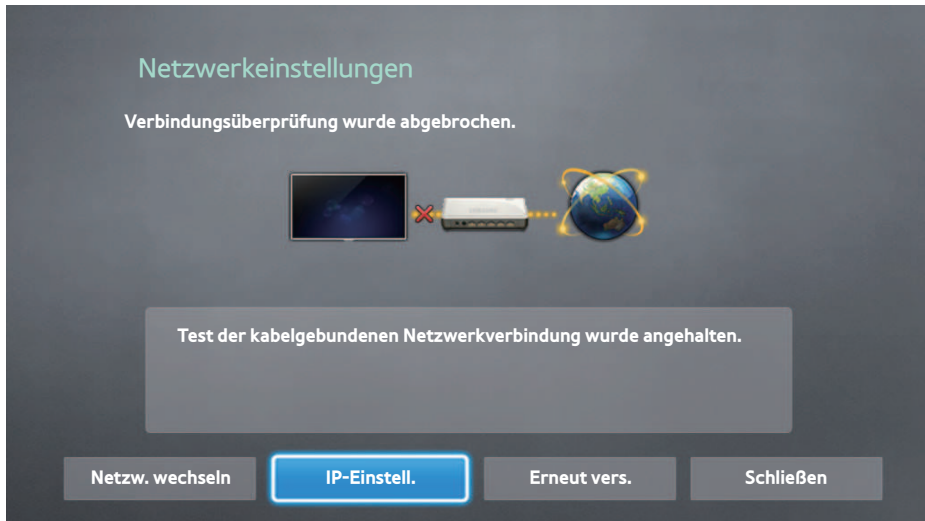 Netzwerkeinstellungen
Verbindungsüberprüfung wurde abgebrochen.
Test der kabelgebundenen Netzwerkverbindung wurde angehalten.
Netzw. wechseln
IP-Einstell.
Erneut vers.
Schließen